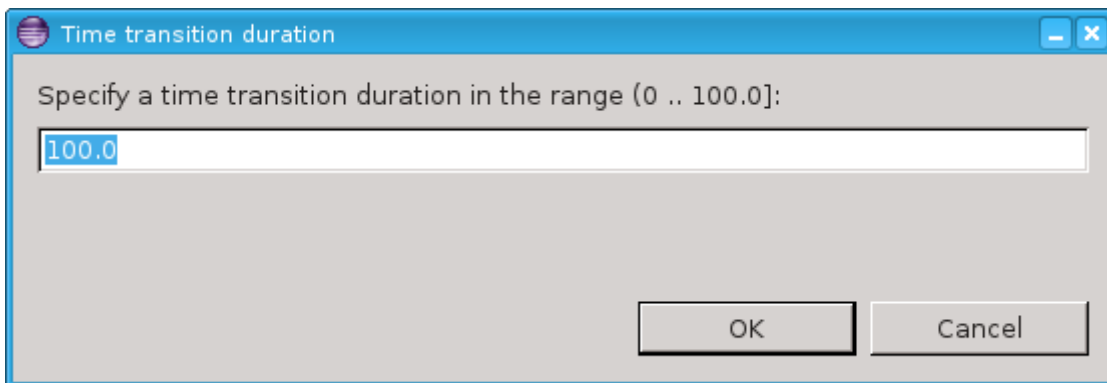 Time transition duration
Specify a time transition duration in the range (0 .. 100.0]:
100.0
OK Cancel